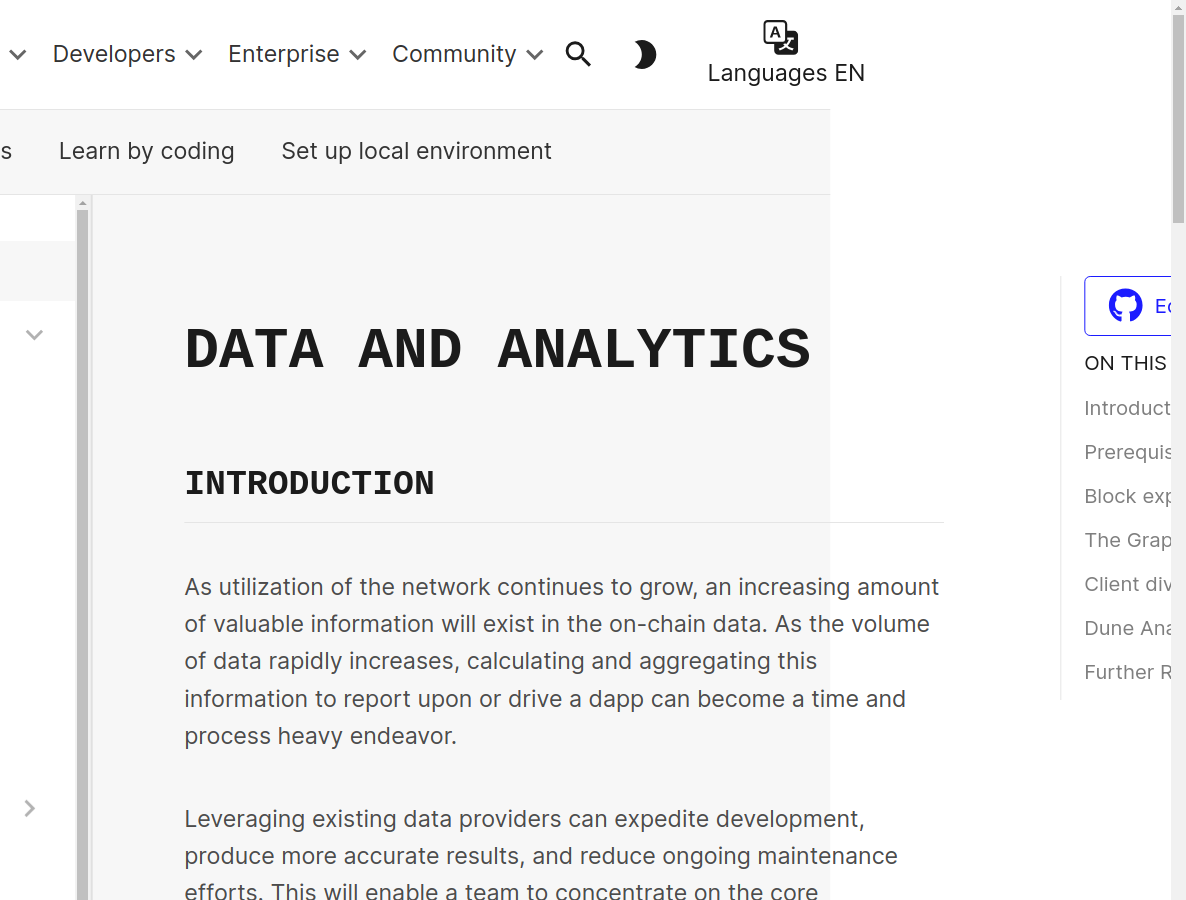 Developers
Enterprise
Community
Languages EN
s
Learn by coding
Set up local environment
DATA AND ANALYTICS
INTRODUCTION
As utilization of the network continues to grow, an increasing amount
of valuable information will exist in the on-chain data. As the volume
of data rapidly increases, calculating and aggregating this
information to report upon or drive a dapp can become a time and
process heavy endeavor.
Leveraging existing data providers can expedite development,
produce more accurate results, and reduce ongoing maintenance
efforts. This will enable a team to concentrate on the core
ON THIS
Introduct
Prerequis
Block exp
The Grap
Client div
Dune Ana
Further R